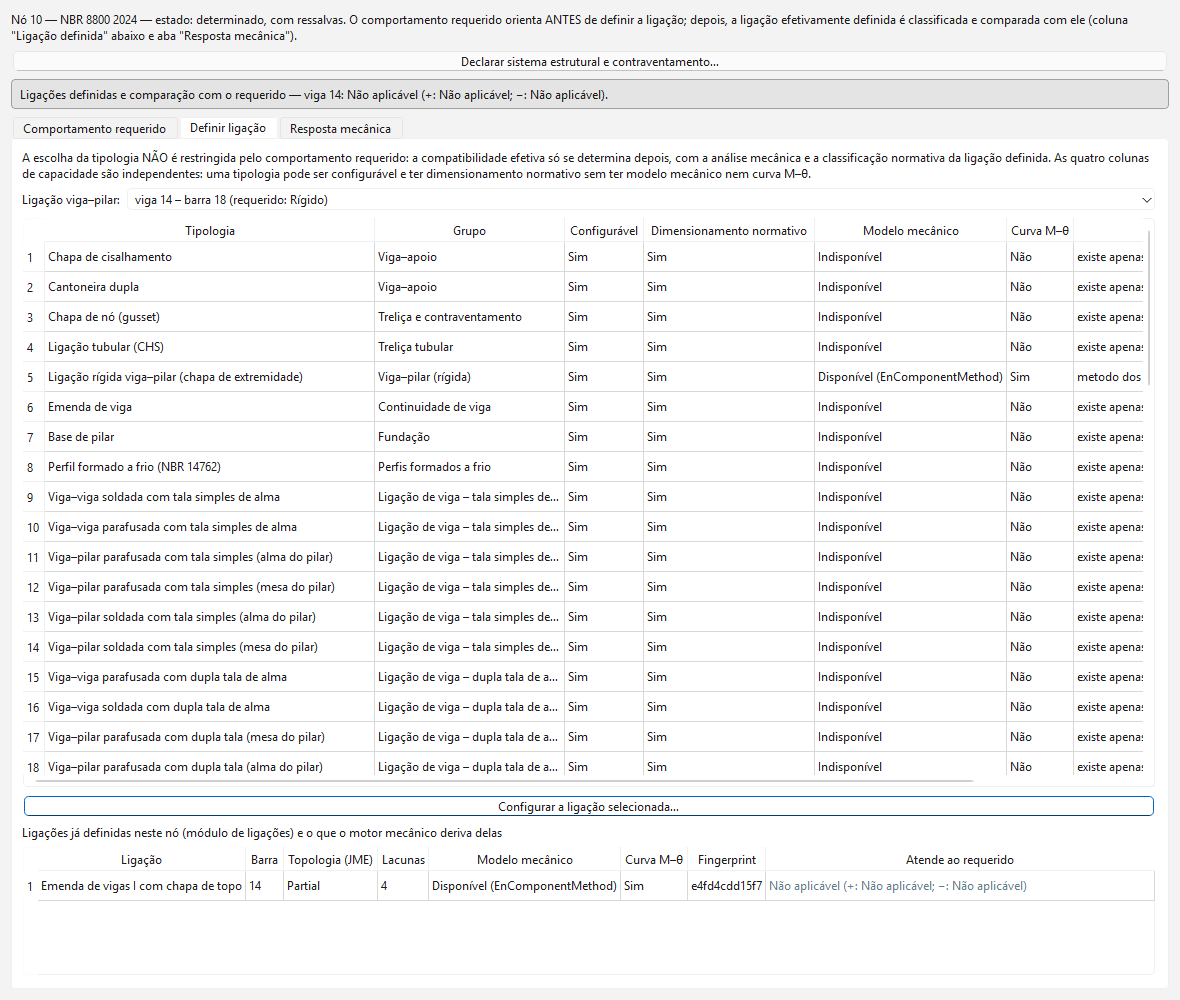 Nó 10 — NBR 8800 2024 — estado: determinado, com ressalvas. O comportamento requerido orienta ANTES de definir a ligação; depois, a ligação efetivamente definida é classificada e comparada com ele (coluna
"Ligação definida" abaixo e aba "Resposta mecânica").
Declarar sistema estrutural e contraventamento...
Ligações definidas e comparação com o requerido — viga 14: Não aplicável (+: Não aplicável; −: Não aplicável).
Comportamento requerido Definir ligação Resposta mecânica
A escolha da tipologia NÃO é restringida pelo comportamento requerido: a compatibilidade efetiva só se determina depois, com a análise mecânica e a classificação normativa da ligação definida. As quatro colunas
de capacidade são independentes: uma tipologia pode ser configurável e ter dimensionamento normativo sem ter modelo mecânico nem curva M–θ.
Ligação viga–pilar: viga 14 – barra 18 (requerido: Rígido)
Tipologia Grupo Configurável Dimensionamento normativo Modelo mecânico Curva M–θ
1 Chapa de cisalhamento Viga–apoio Sim Sim Indisponível Não existe apenas
2 Cantoneira dupla Viga–apoio Sim Sim Indisponível Não existe apenas
3 Chapa de nó (gusset) Treliça e contraventamento Sim Sim Indisponível Não existe apenas
4 Ligação tubular (CHS) Treliça tubular Sim Sim Indisponível Não existe apenas
5 Ligação rígida viga–pilar (chapa de extremidade) Viga–pilar (rígida) Sim Sim Disponível (EnComponentMethod) Sim metodo dos
6 Emenda de viga Continuidade de viga Sim Sim Indisponível Não existe apenas
7 Base de pilar Fundação Sim Sim Indisponível Não existe apenas
8 Perfil formado a frio (NBR 14762) Perfis formados a frio Sim Sim Indisponível Não existe apenas
9 Viga–viga soldada com tala simples de alma Ligação de viga – tala simples de... Sim Sim Indisponível Não existe apenas
10 Viga–viga parafusada com tala simples de alma Ligação de viga – tala simples de... Sim Sim Indisponível Não existe apenas
11 Viga–pilar parafusada com tala simples (alma do pilar) Ligação de viga – tala simples de... Sim Sim Indisponível Não existe apenas
12 Viga–pilar parafusada com tala simples (mesa do pilar) Ligação de viga – tala simples de... Sim Sim Indisponível Não existe apenas
13 Viga–pilar soldada com tala simples (alma do pilar) Ligação de viga – tala simples de... Sim Sim Indisponível Não existe apenas
14 Viga–pilar soldada com tala simples (mesa do pilar) Ligação de viga – tala simples de... Sim Sim Indisponível Não existe apenas
15 Viga–viga parafusada com dupla tala de alma Ligação de viga – dupla tala de a... Sim Sim Indisponível Não existe apenas
16 Viga–viga soldada com dupla tala de alma Ligação de viga – dupla tala de a... Sim Sim Indisponível Não existe apenas
17 Viga–pilar parafusada com dupla tala (mesa do pilar) Ligação de viga – dupla tala de a... Sim Sim Indisponível Não existe apenas
18 Viga–pilar parafusada com dupla tala (alma do pilar) Ligação de viga – dupla tala de a... Sim Sim Indisponível Não existe apenas
Configurar a ligação selecionada...
Ligações já definidas neste nó (módulo de ligações) e o que o motor mecânico deriva delas
Ligação Barra Topologia (JME) Lacunas Modelo mecânico Curva M–θ Fingerprint Atende ao requerido
1 Emenda de vigas I com chapa de topo 14 Partial 4 Disponível (EnComponentMethod) Sim e4fd4cdd15f7 Não aplicável (+: Não aplicável; −: Não aplicável)